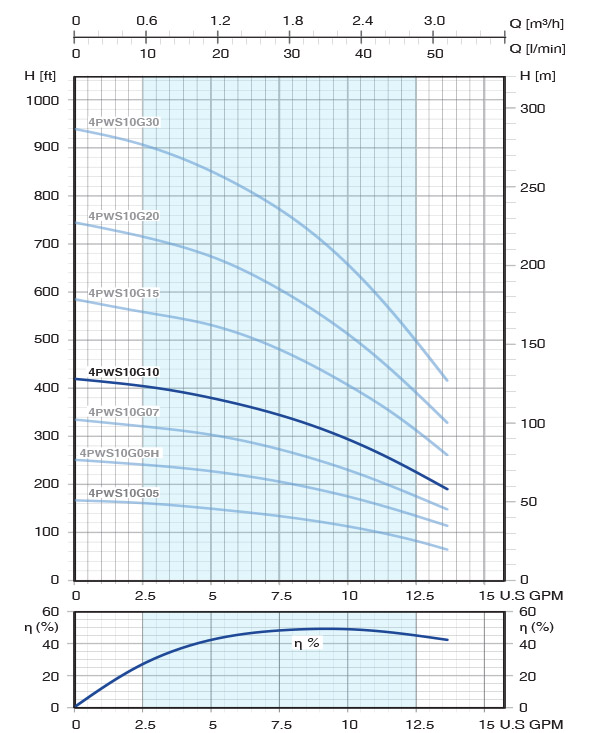 0 0.6 1.2 1.8 2.4 3.0 Q [m³/h]
0 10 20 30 40 50 Q [l/min]
H [ft] H [m]
1000
300
4PWS10G30
900
250
800
4PWS10G20
700
200
600
4PWS10G15
500
150
400
4PWS10G10
100
4PWS10G07
300
4PWS10G05H
200
50
4PWS10G05
100
0 0
0 2.5 5 7.5 10 12.5 15 U.S GPM
60 60
η (%) η (%)
40 40
η %
20 20
0 0
0 2.5 5 7.5 10 12.5 15 U.S GPM